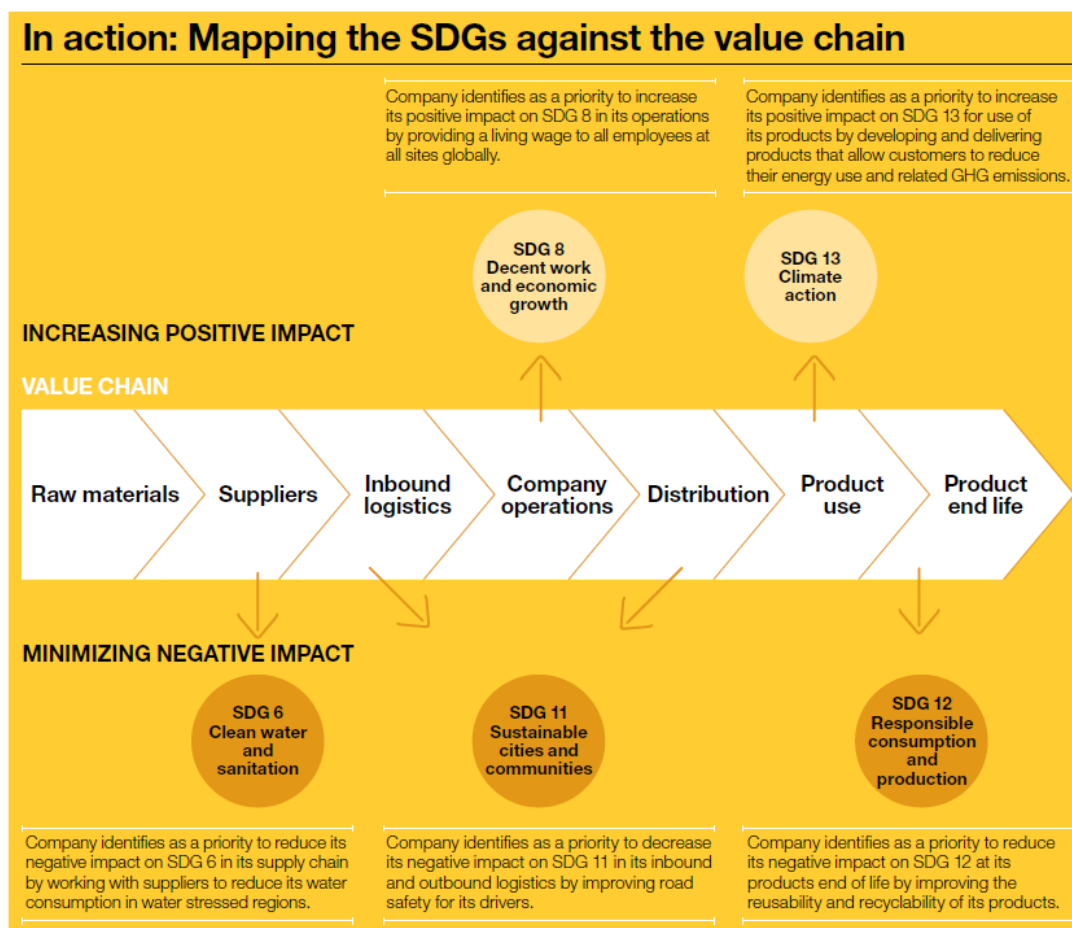 In action: Mapping the SDGs against the value chain
Company identifies as a priority to increase
its positive impact on SDG 8 in its operations
by providing a living wage to all employees at
all sites globally.
Company identifies as a priority to increase
its positive impact on SDG 13 for use of
its products by developing and delivering
products that allow customers to reduce
their energy use and related GHG emissions.
SDG 8
Decent work
and economic
growth
SDG 13
Climate
action
INCREASING POSITIVE IMPACT
VALUE CHAIN
Raw materials
Suppliers
Inbound
logistics
Company
operations
Distribution
Product
use
Product
end life
MINIMIZING NEGATIVE IMPACT
SDG 6
Clean water
and
sanitation
SDG 11
Sustainable
cities and
communities
SDG 12
Responsible
consumption
and
production
Company identifies as a priority to reduce its
negative impact on SDG 6 in its supply chain
by working with suppliers to reduce its water
consumption in water stressed regions.
Company identifies as a priority to decrease
its negative impact on SDG 11 in its inbound
and outbound logistics by improving road
safety for its drivers.
Company identifies as a priority to reduce
its negative impact on SDG 12 at its
products end of life by improving the
reusability and recyclability of its products.